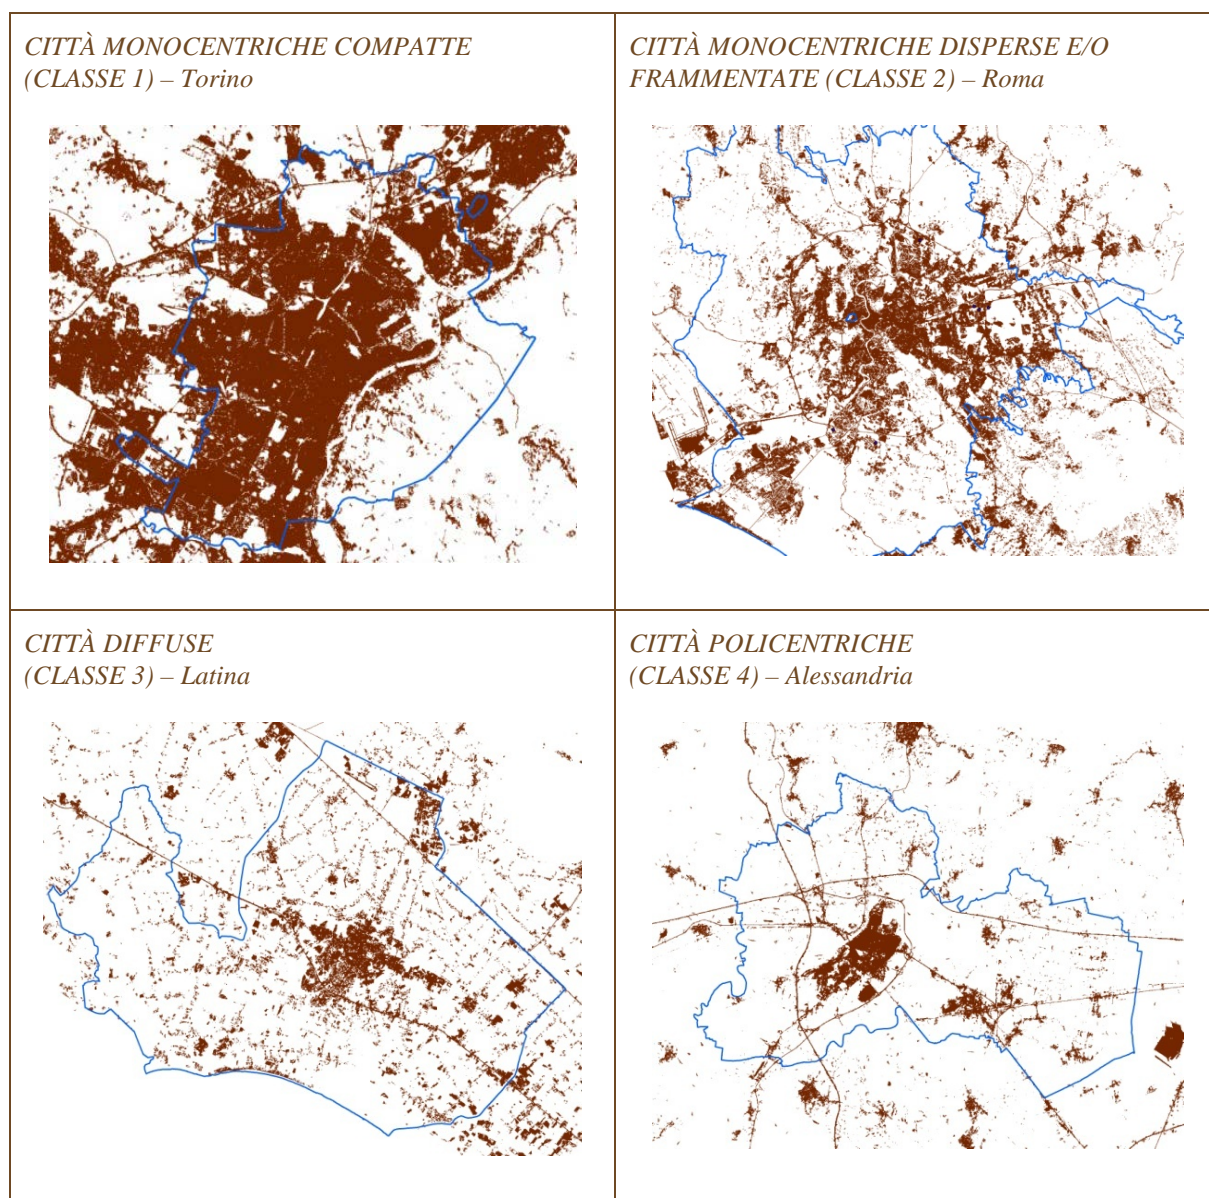 CITTÀ MONOCENTRICHE COMPATTE
(CLASSE 1) – Torino
CITTÀ MONOCENTRICHE DISPERSE E/O
FRAMMENTATE (CLASSE 2) – Roma
CITTÀ DIFFUSE
(CLASSE 3) – Latina
CITTÀ POLICENTRICHE
(CLASSE 4) – Alessandria